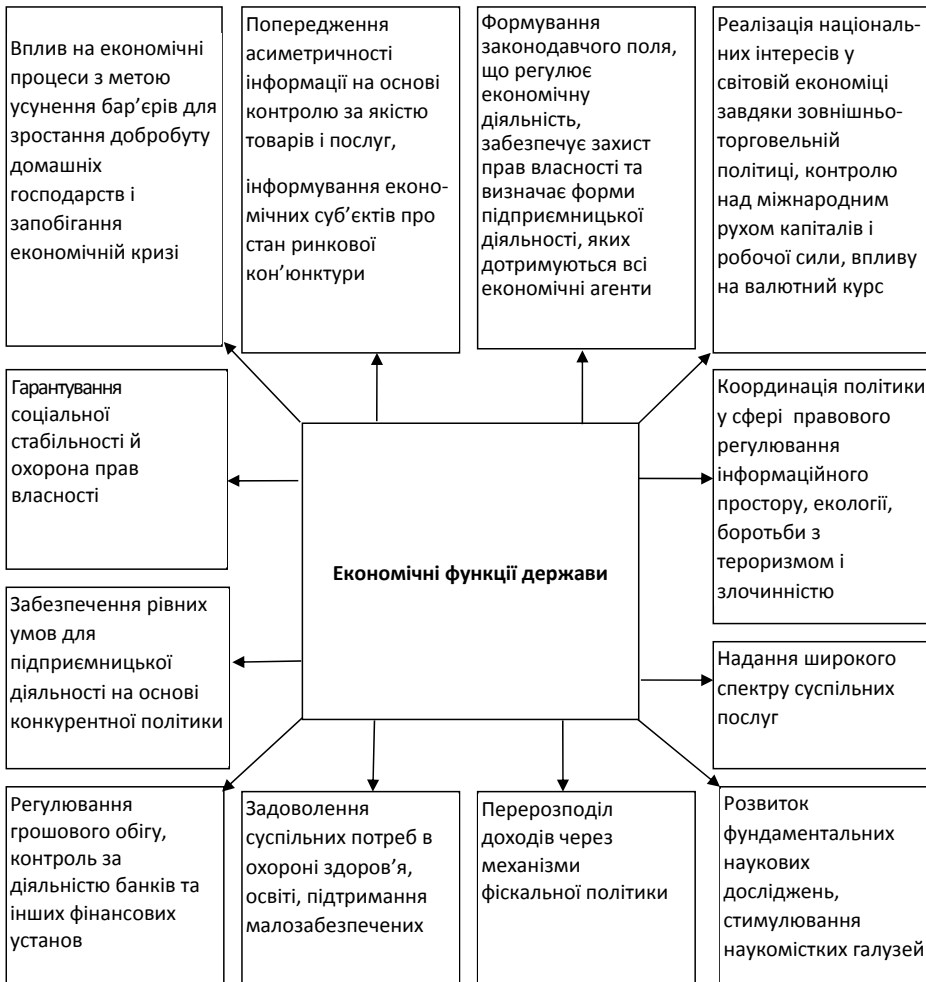 Вплив на економічні
процеси з метою
усунення бар’єрів для
зростання добробуту
домашніх
господарств і
запобігання
економічній кризі
Попередження
асиметричності
інформації на основі
контролю за якістю
товарів і послуг,
інформування еконо-
мічних суб’єктів про
стан ринкової
кон’юнктури
Формування
законодавчого поля,
що регулює
економічну
діяльність,
забезпечує захист
прав власності та
визначає форми
підприємницької
діяльності, яких
дотримуються всі
економічні агенти
Реалізація національ-
них інтересів у
світовій економіці
завдяки зовнішньо-
торговельній
політиці, контролю
над міжнародним
рухом капіталів і
робочої сили, впливу
на валютний курс
Гарантування
соціальної
стабільності й
охорона прав
власності
Економічні функції держави
Координація політики
у сфері правового
регулювання
інформаційного
простору, екології,
боротьби з
тероризмом і
злочинністю
Забезпечення рівних
умов для
підприємницької
діяльності на основі
конкурентної політики
Надання широкого
спектру суспільних
послуг
Регулювання
грошового обігу,
контроль за
діяльністю банків та
інших фінансових
установ
Задоволення
суспільних потреб в
охороні здоров’я,
освіті, підтримання
малозабезпечених
Перерозподіл
доходів через
механізми
фіскальної політики
Розвиток
фундаментальних
наукових
досліджень,
стимулювання
наукомістких галузей